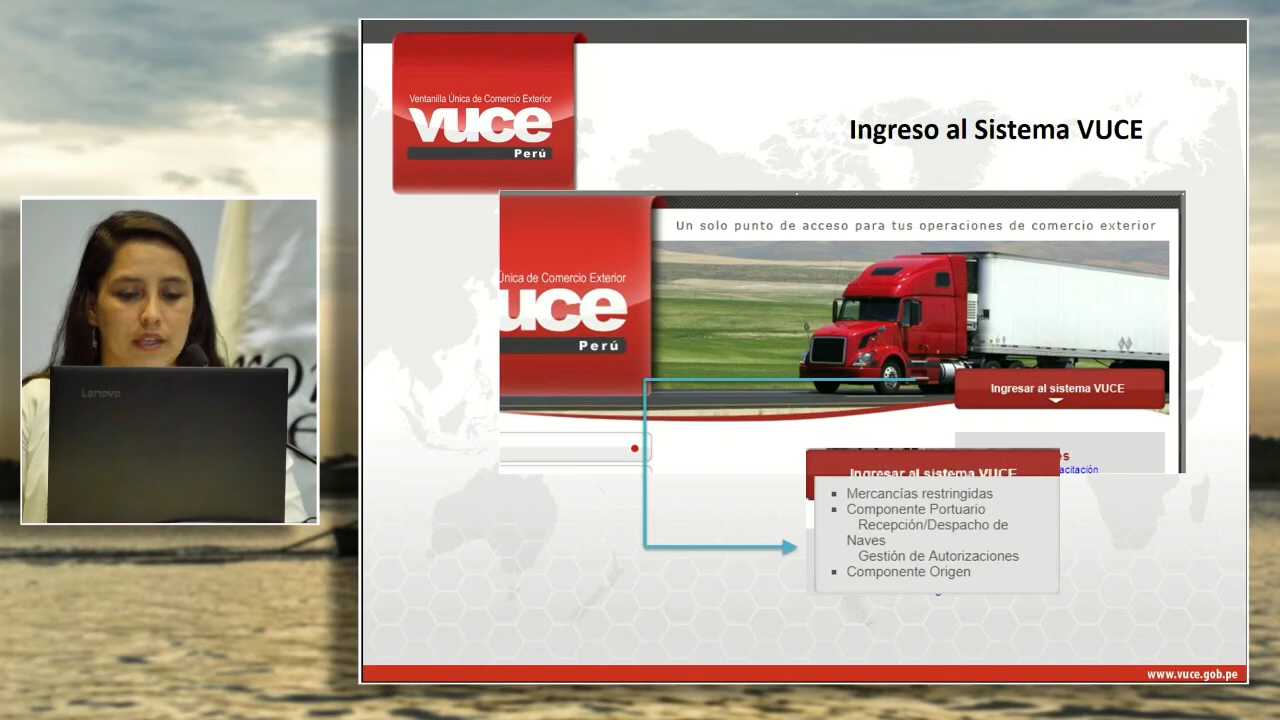 Ventanilla Única de Comercio Exterior
vuce
Perú
Ingreso al Sistema VUCE
Un solo punto de acceso para tus operaciones de comercio exterior
Única de Comercio Exterior
uce
Perú
Ingresar al sistema VUCE
es
acitación
Ingresar al sistema VUCE
Mercancías restringidas
Componente Portuario
Recepción/Despacho de
Naves
Gestión de Autorizaciones
Componente Origen
Lenovo
www.vuce.gob.pe